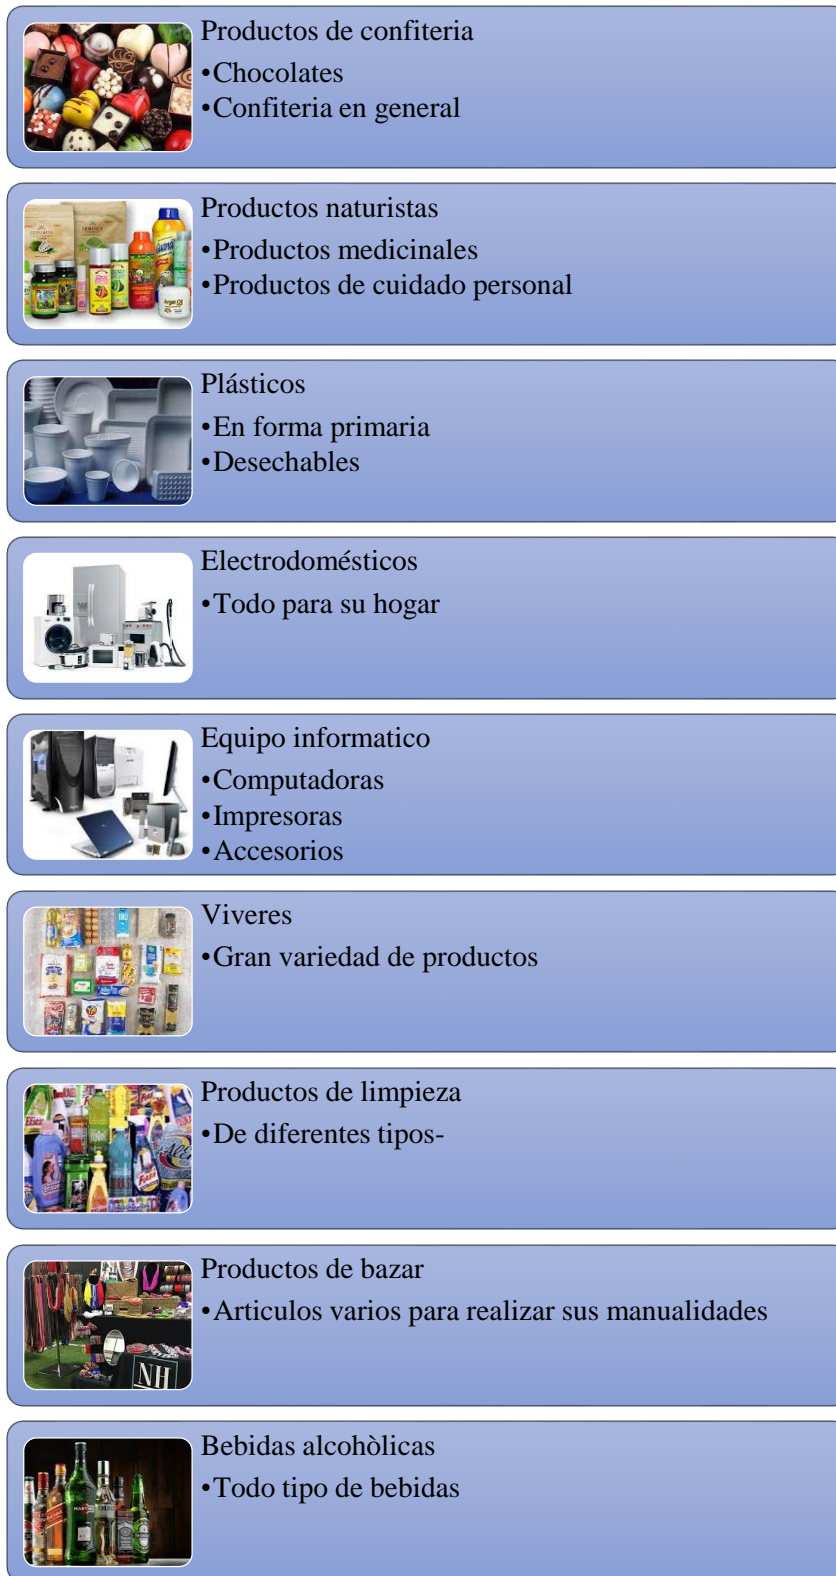 Productos de confiteria
•Chocolates
•Confiteria en general
Productos naturistas
•Productos medicinales
•Productos de cuidado personal
Plásticos
•En forma primaria
•Desechables
Electrodomésticos
•Todo para su hogar
Equipo informatico
•Computadoras
•Impresoras
•Accesorios
Viveres
•Gran variedad de productos
Productos de limpieza
•De diferentes tipos-
Productos de bazar
•Articulos varios para realizar sus manualidades
NH
Bebidas alcohòlicas
•Todo tipo de bebidas